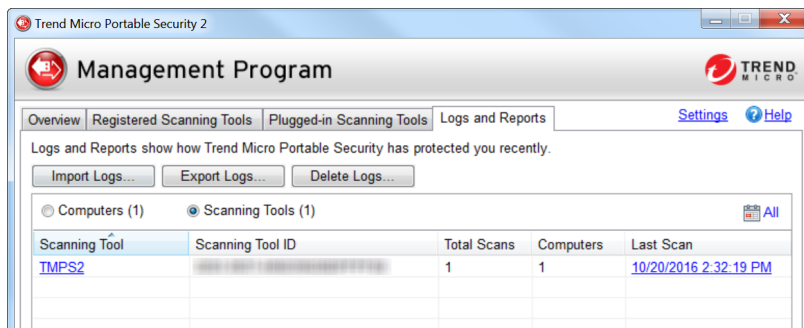 Trend Micro Portable Security 2
Management Program
TREND
MICRO
Overview Registered Scanning Tools Plugged-in Scanning Tools Logs and Reports Settings Help
Logs and Reports show how Trend Micro Portable Security has protected you recently.
Import Logs... Export Logs... Delete Logs...
Computers (1) Scanning Tools (1) All
Scanning Tool Scanning Tool ID Total Scans Computers Last Scan
TMPS2 1 1 10/20/2016 2:32:19 PM